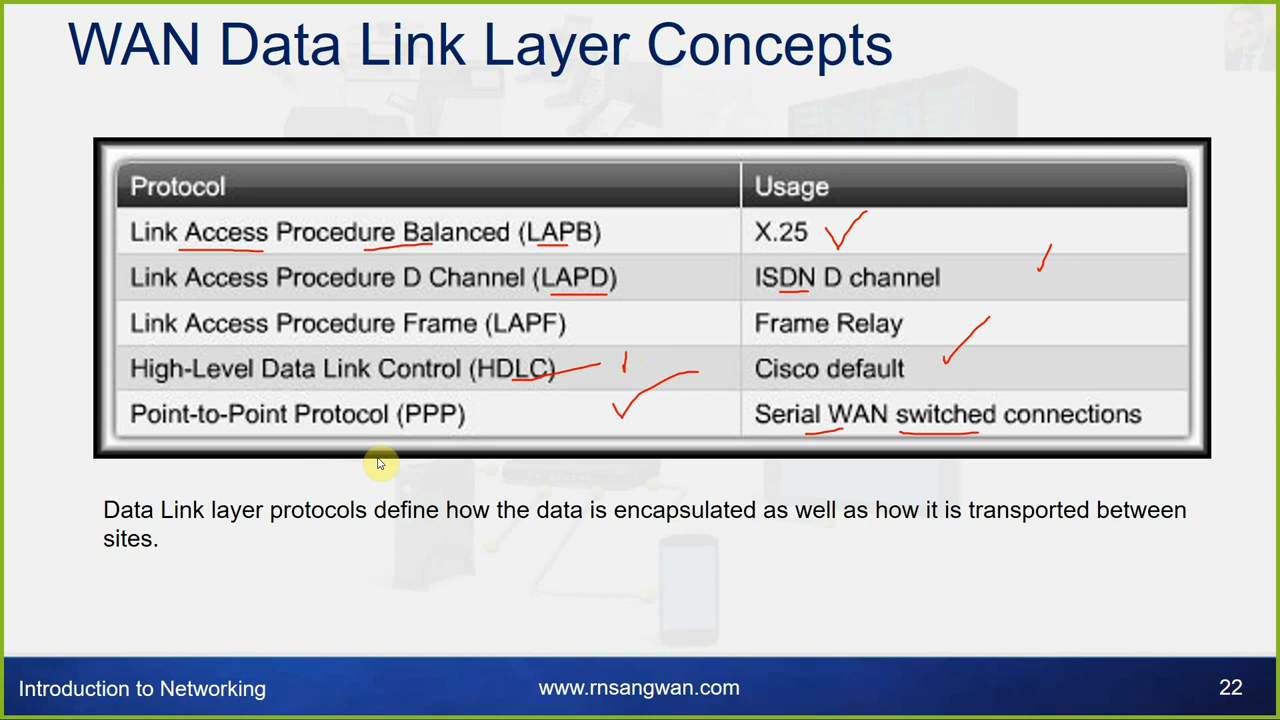 WAN Data Link Layer Concepts
Protocol Usage
Link Access Procedure Balanced (LAPB) X.25
Link Access Procedure D Channel (LAPD) ISDN D channel
Link Access Procedure Frame (LAPF) Frame Relay
High-Level Data Link Control (HDLC) Cisco default
Point-to-Point Protocol (PPP) Serial WAN switched connections
Data Link layer protocols define how the data is encapsulated as well as how it is transported between
sites.
Introduction to Networking www.rnsangwan.com 22